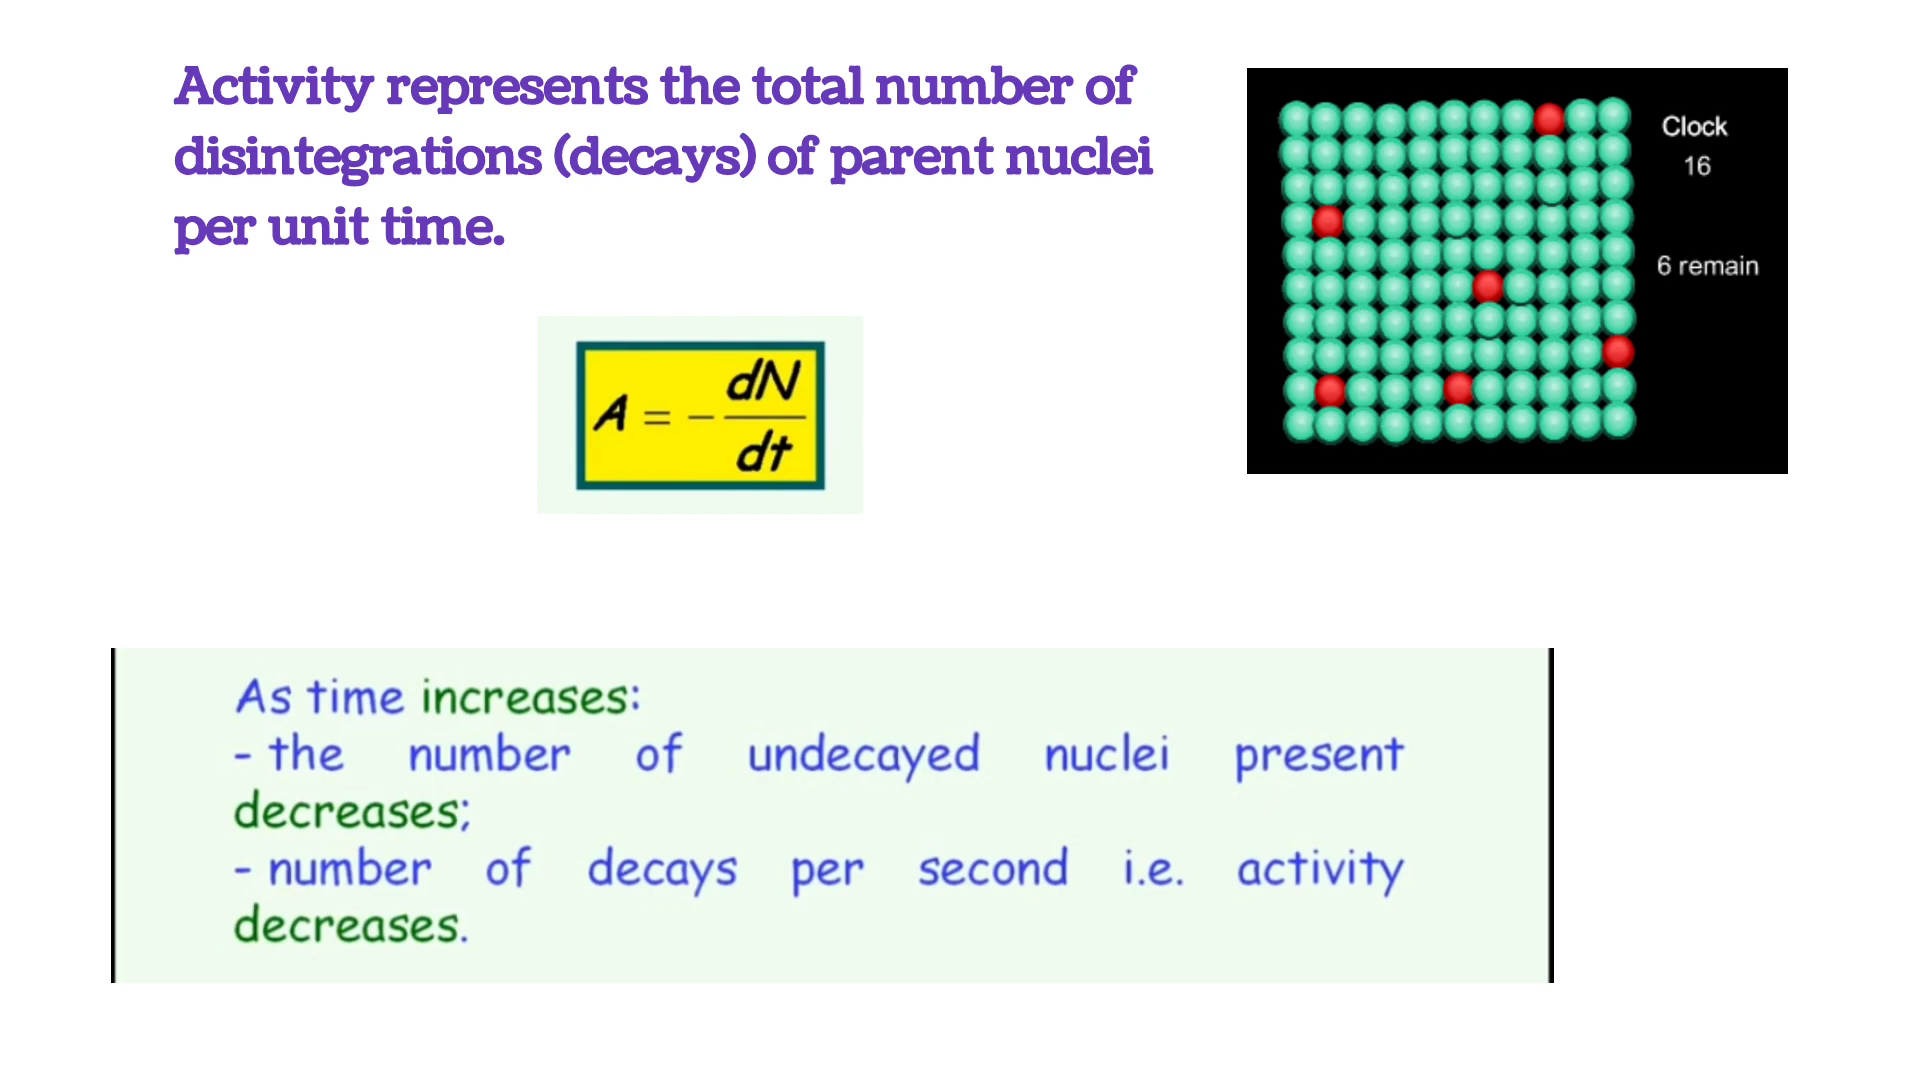 Activity represents the total number of
disintegrations (decays) of parent nuclei
per unit time.
A = - dN/dt
Clock
16
6 remain
As time increases:
- the number of undecayed nuclei present
decreases;
- number of decays per second i.e. activity
decreases.